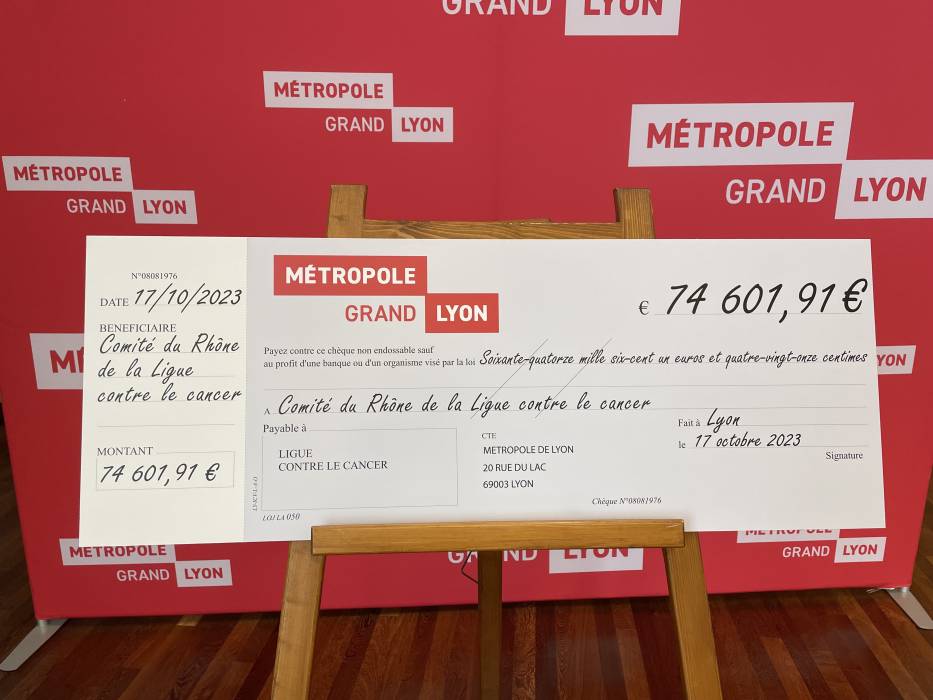 GRAND LYON
MÉTROPOLE
GRAND LYON
MÉTROPOLE
GRAND LYON
MÉTROPOLE
GRAND LYON
N°08081976
DATE 17/10/2023
BENEFICIAIRE
Comité du Rhône
de la Ligue
contre le cancer
MONTANT
74 601,91 €
MÉTROPOLE
GRAND LYON
€ 74 601,91 €
Payez contre ce chèque non endossable sauf
au profit d'une banque ou d'un organisme visé par la loi Soixante-quatorze mille six-cent un euros et quatre-vingt-onze centimes
A Comité du Rhône de la Ligue contre le cancer
Payable à
LIGUE
CONTRE LE CANCER
CTE
METROPOLE DE LYON
20 RUE DU LAC
69003 LYON
Fait à Lyon
le 17 octobre 2023
Signature
Chèque N°08081976
LOI LA 050
M
YON
MÉTROPOLE
GRAND LYON
GRAND LYON
MÉTROPOLE
GRAND LYON